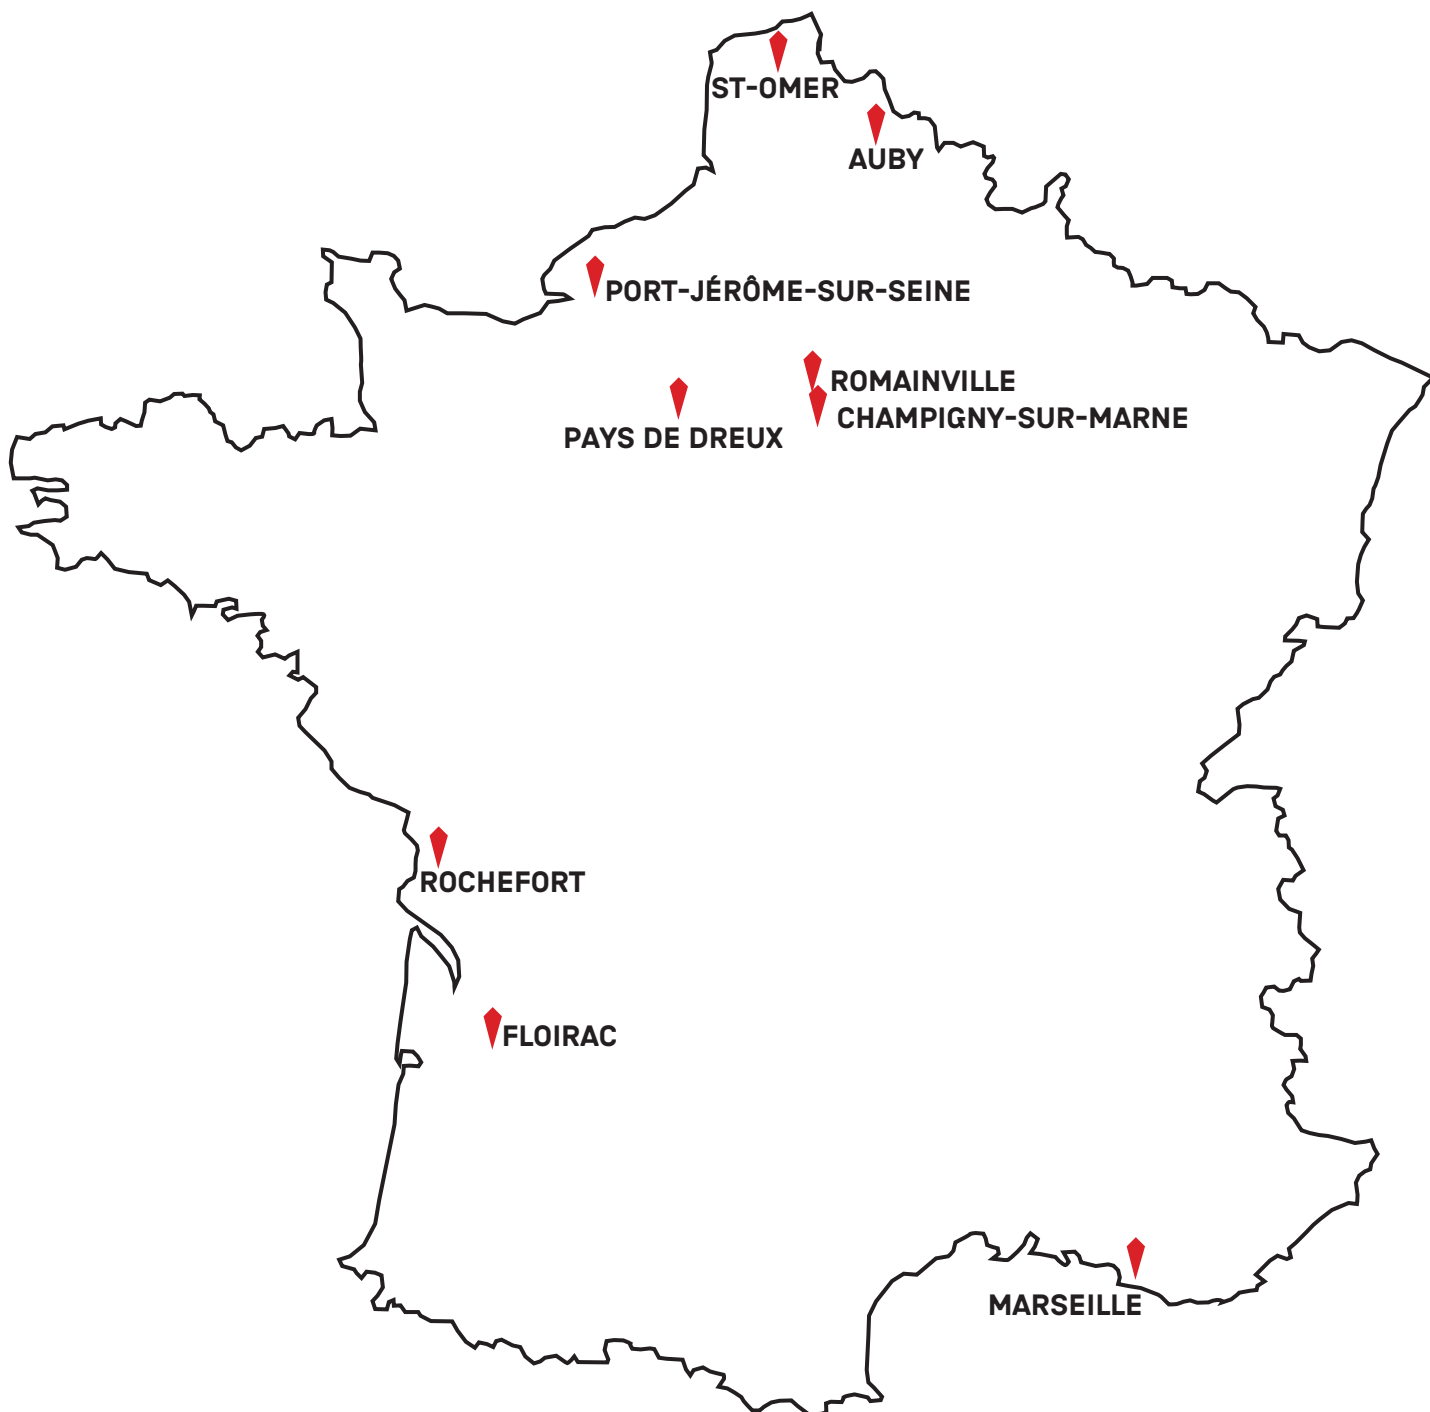 ST-OMER
AUBY
PORT-JÉRÔME-SUR-SEINE
ROMAINVILLE
CHAMPIGNY-SUR-MARNE
PAYS DE DREUX
ROCHEFORT
FLOIRAC
MARSEILLE